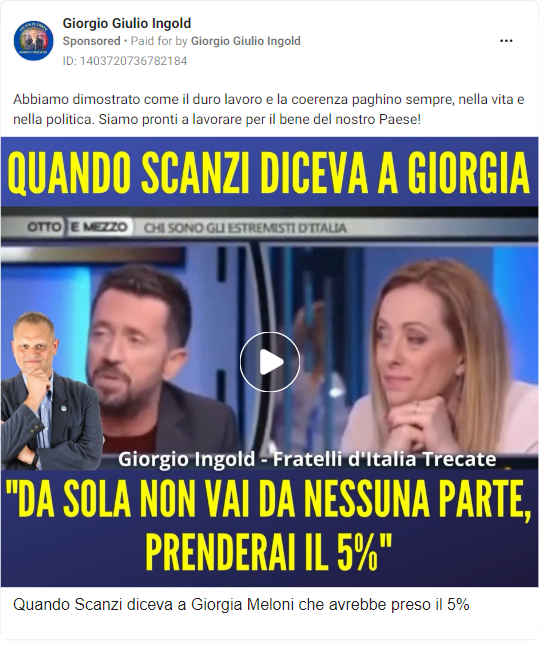 Giorgio Giulio Ingold
Sponsored • Paid for by Giorgio Giulio Ingold
ID: 1403720736782184
Abbiamo dimostrato come il duro lavoro e la coerenza paghino sempre, nella vita e
nella politica. Siamo pronti a lavorare per il bene del nostro Paese!
QUANDO SCANZI DICEVA A GIORGIA
OTTO E MEZZO CHI SONO GLI ESTREMISTI D'ITALIA
Giorgio Ingold - Fratelli d'Italia Trecate
"DA SOLA NON VAI DA NESSUNA PARTE,
PRENDERAI IL 5%"
Quando Scanzi diceva a Giorgia Meloni che avrebbe preso il 5%